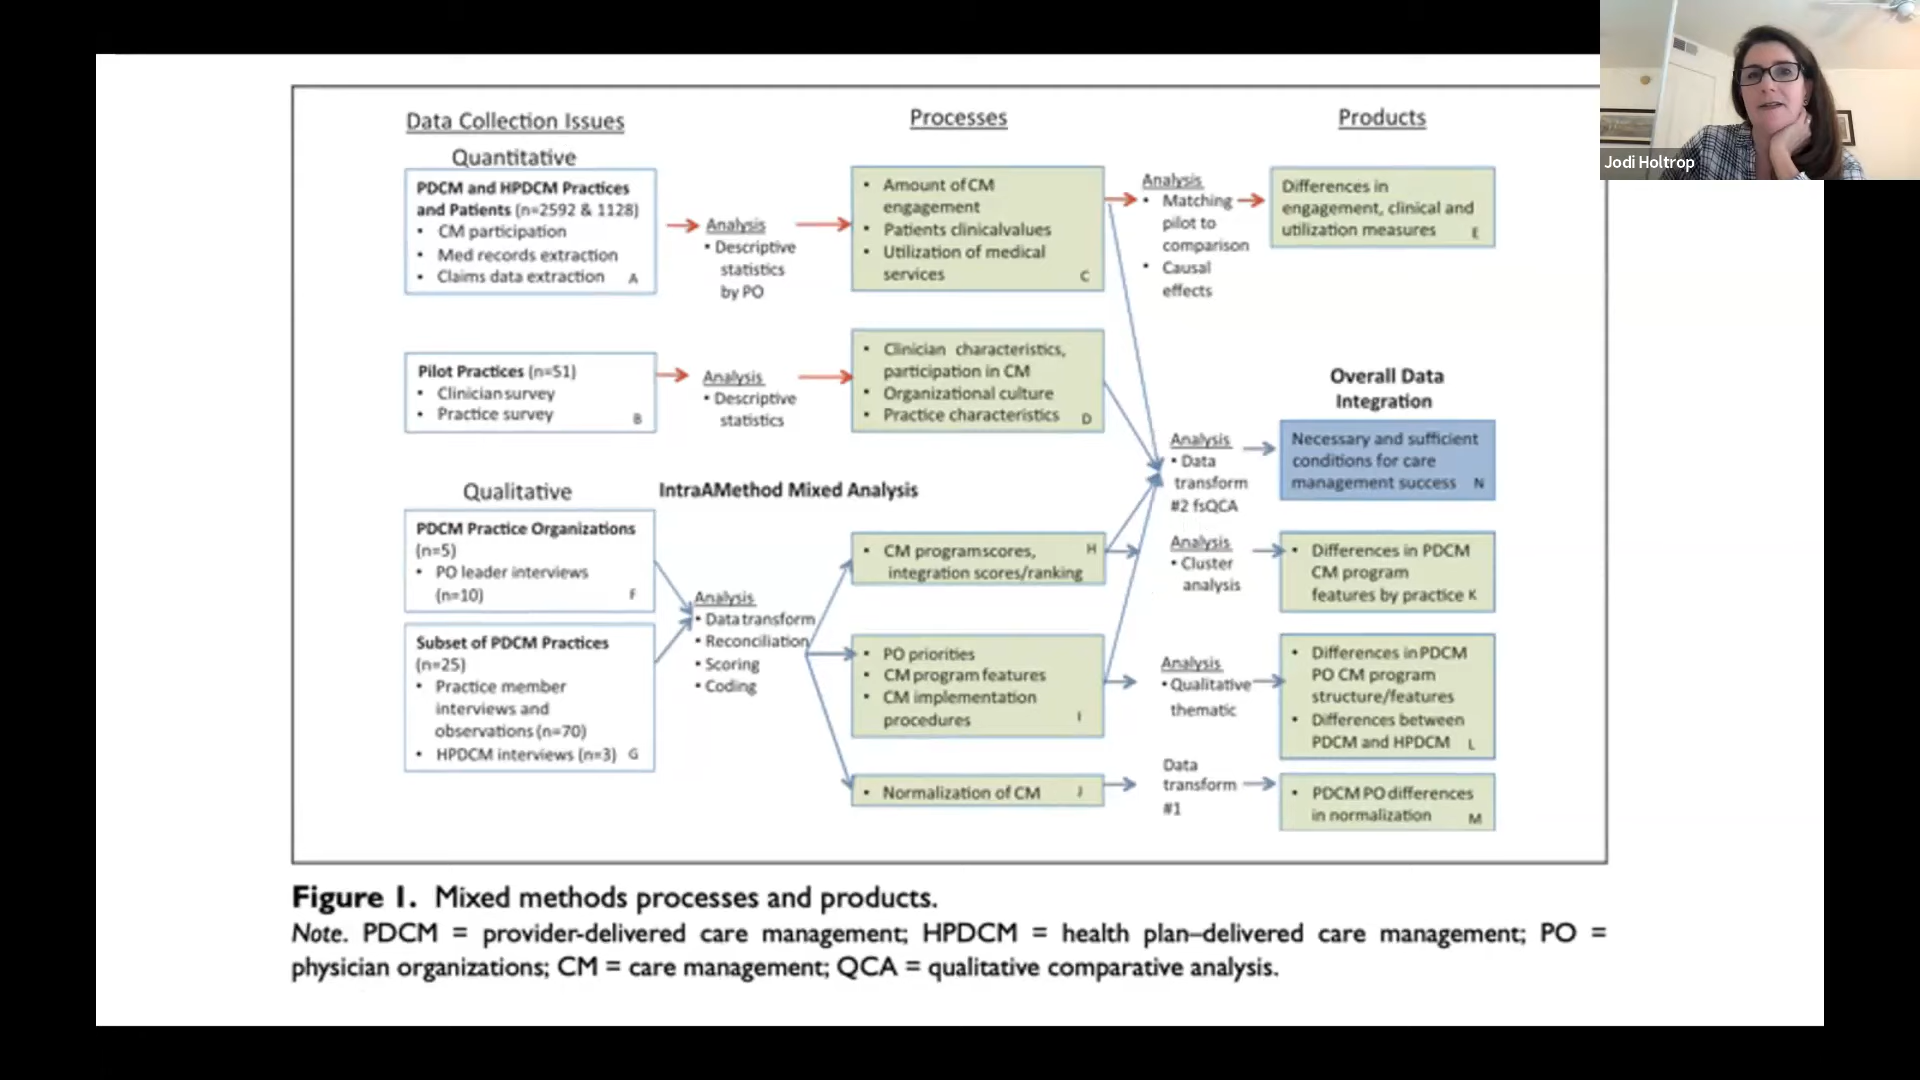 Jodi Holtrop
Data Collection Issues
Processes
Products
Quantitative
PDCM and HPDCM Practices
and Patients (n=2592 & 1128)
• CM participation
• Med records extraction
• Claims data extraction A
Analysis
• Descriptive
statistics
by PO
• Amount of CM
engagement
• Patients clinicalvalues
• Utilization of medical
services C
Analysis
• Matching
pilot to
comparison
• Causal
effects
Differences in
engagement, clinical and
utilization measures E
Pilot Practices (n=51)
• Clinician survey
• Practice survey B
Analysis
• Descriptive
statistics
• Clinician characteristics,
participation in CM
• Organizational culture
• Practice characteristics D
Overall Data
Integration
Analysis
• Data
transform
#2 fsQCA
Necessary and sufficient
conditions for care
management success N
Qualitative
IntraAMethod Mixed Analysis
PDCM Practice Organizations
(n=5)
• PO leader interviews
(n=10) F
Subset of PDCM Practices
(n=25)
• Practice member
interviews and
observations (n=70)
• HPDCM interviews (n=3) G
Analysis
• Data transform
• Reconciliation
• Scoring
• Coding
• CM programscores, H
integration scores/ranking
Analysis
• Cluster
analysis
• Differences in PDCM
CM program
features by practice K
• PO priorities
• CM program features
• CM implementation
procedures I
Analysis
• Qualitative
thematic
• Differences in PDCM
PO CM program
structure/features
• Differences between
PDCM and HPDCM L
• Normalization of CM J
Data
transform
#1
• PDCM PO differences
in normalization M
Figure 1. Mixed methods processes and products.
Note. PDCM = provider-delivered care management; HPDCM = health plan–delivered care management; PO =
physician organizations; CM = care management; QCA = qualitative comparative analysis.